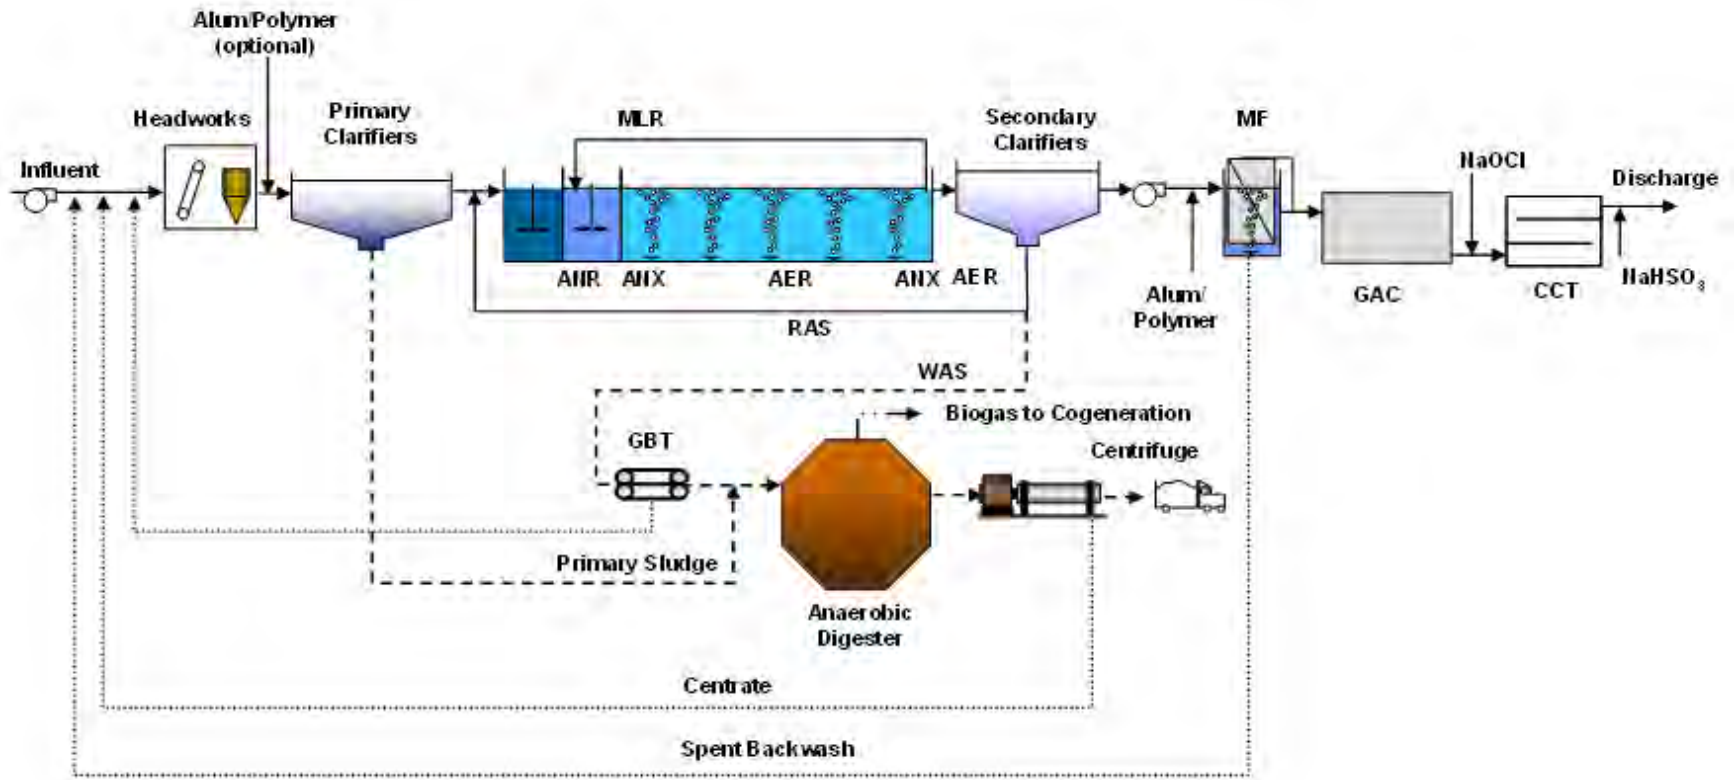 Alum/Polymer
(optional)
Headworks
Primary
Clarifiers
MLR
Secondary
Clarifiers
MF
NaOCl
Influent
Discharge
ANR
ANX
AER
ANX
AER
RAS
Alum/
Polymer
GAC
CCT
NaHSO₃
WAS
Biogas to Cogeneration
GBT
Centrifuge
Primary Sludge
Anaerobic
Digester
Centrate
Spent Backwash